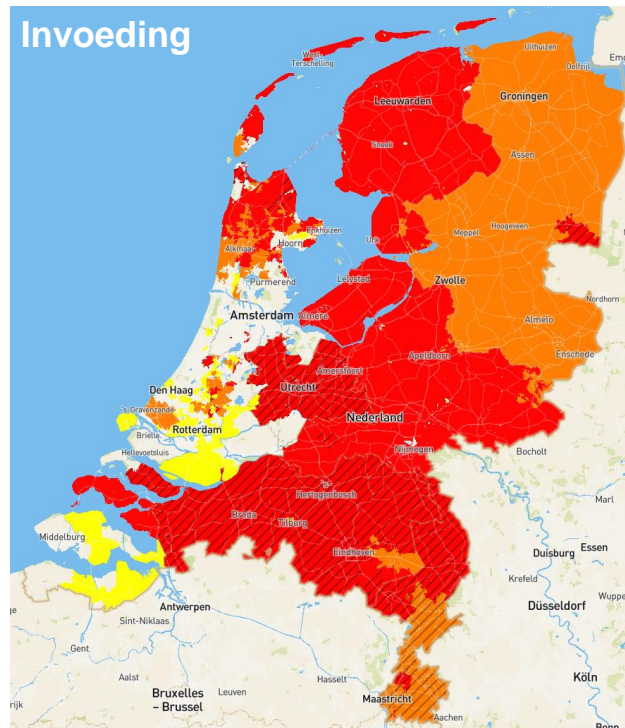 Invoeding
West-
Terschelling
Uithuizen
Delfzijl
Leeuwarden
Groningen
Sneek
Assen
Enkhuizen
Hoorn
Alkmaar
Urk
Meppel
Hoogeveen
Purmerend
Lelystad
Zwolle
Nordhorn
Amsterdam
Almere
Almelo
Enschede
Amersfoort
Apeldoorn
Den Haag
Utrecht
's Gravenzande
Rotterdam
Nederland
Brielle
Hellevoetsluis
Nijmegen
Bocholt
's-
Hertogenbosch
Marl
Breda
Tilburg
Middelburg
Eindhoven
Duisburg
Essen
Krefeld
Wuppe
Antwerpen
Düsseldorf
Sint-Niklaas
Gent
Hasselt
Köln
Aalst
Leuven
Bruxelles
- Brussel
Maastricht
Aachen
Bonn